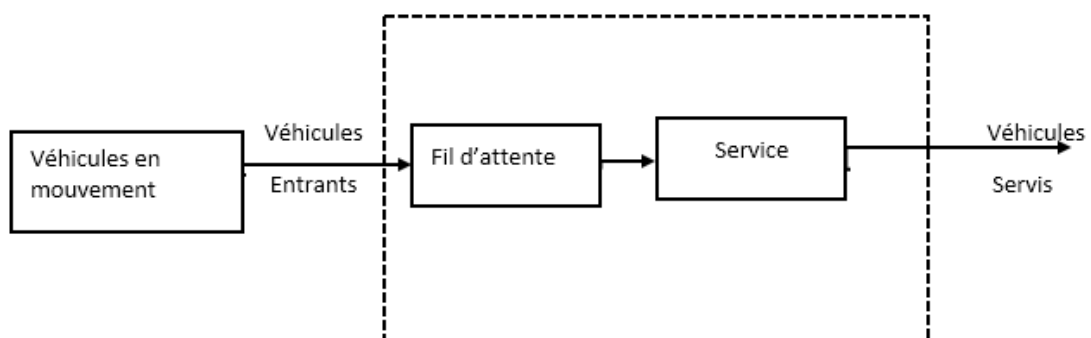 Véhicules en
mouvement
Véhicules
Entrants
Fil d’attente
Service
Véhicules
Servis